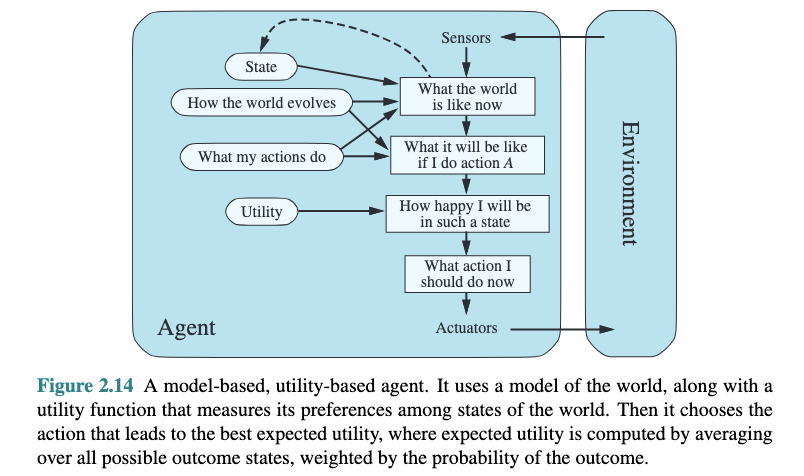 Sensors
State
What the world
is like now
How the world evolves
What my actions do
What it will be like
if I do action A
Utility
How happy I will be
in such a state
What action I
should do now
Agent
Actuators
Environment
Figure 2.14 A model-based, utility-based agent. It uses a model of the world, along with a
utility function that measures its preferences among states of the world. Then it chooses the
action that leads to the best expected utility, where expected utility is computed by averaging
over all possible outcome states, weighted by the probability of the outcome.